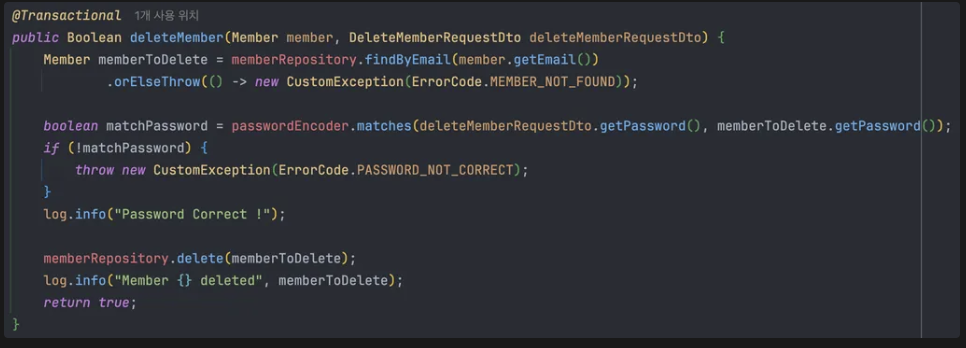 @Transactional 1개 사용 위치
public Boolean deleteMember(Member member, DeleteMemberRequestDto deleteMemberRequestDto) {
    Member memberToDelete = memberRepository.findByEmail(member.getEmail())
            .orElseThrow(() -> new CustomException(ErrorCode.MEMBER_NOT_FOUND));
    boolean matchPassword = passwordEncoder.matches(deleteMemberRequestDto.getPassword(), memberToDelete.getPassword());
    if (!matchPassword) {
        throw new CustomException(ErrorCode.PASSWORD_NOT_CORRECT);
    }
    log.info("Password Correct !");
    memberRepository.delete(memberToDelete);
    log.info("Member {} deleted", memberToDelete);
    return true;
}